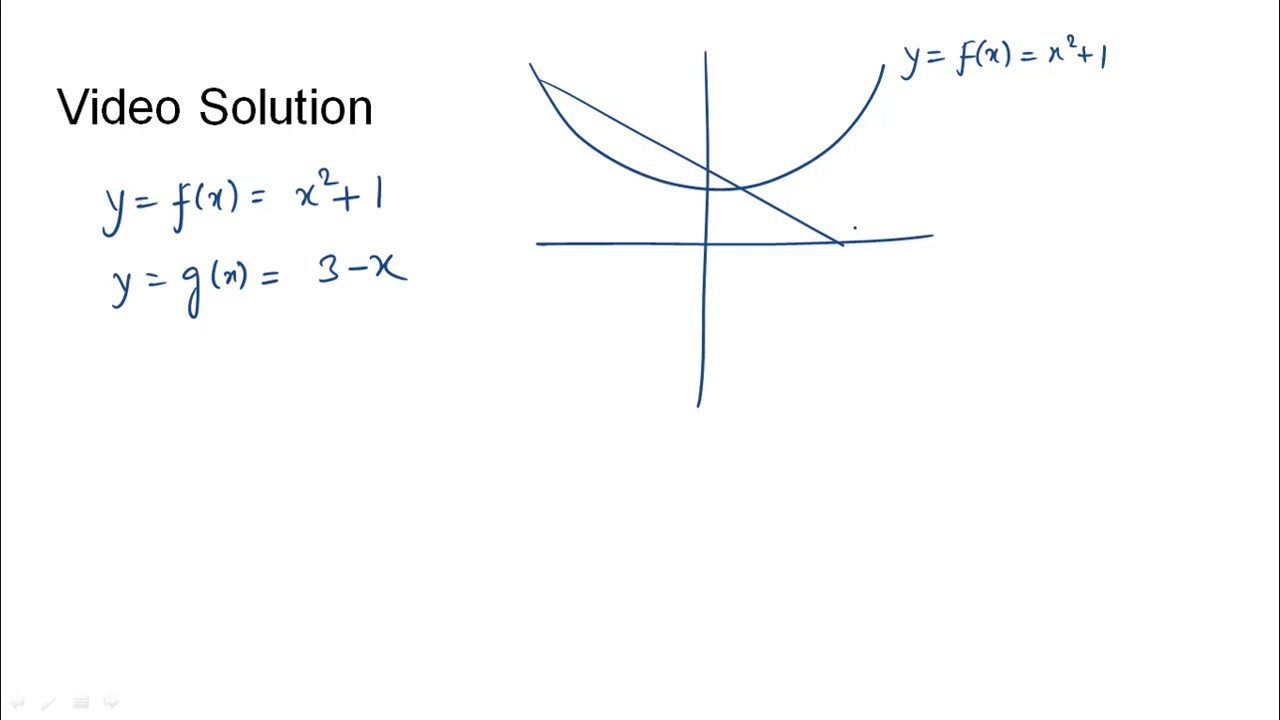 Video Solution
y = f(x) = x²+1
y = g(x) = 3-x
y = f(x) = x²+1